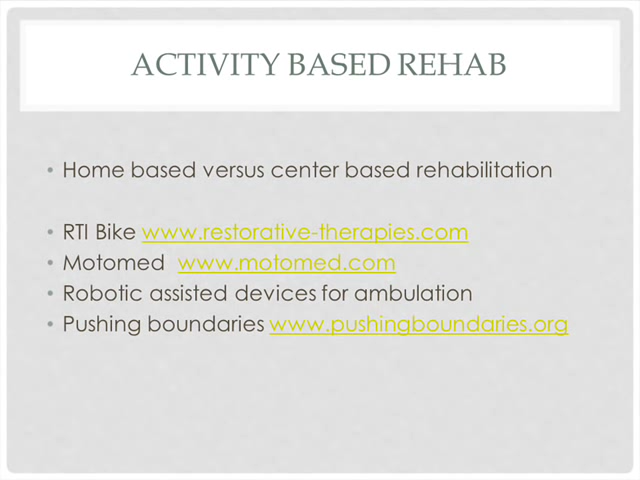 ACTIVITY BASED REHAB
• Home based versus center based rehabilitation
• RTI Bike www.restorative-therapies.com
• Motomed www.motomed.com
• Robotic assisted devices for ambulation
• Pushing boundaries www.pushingboundaries.org